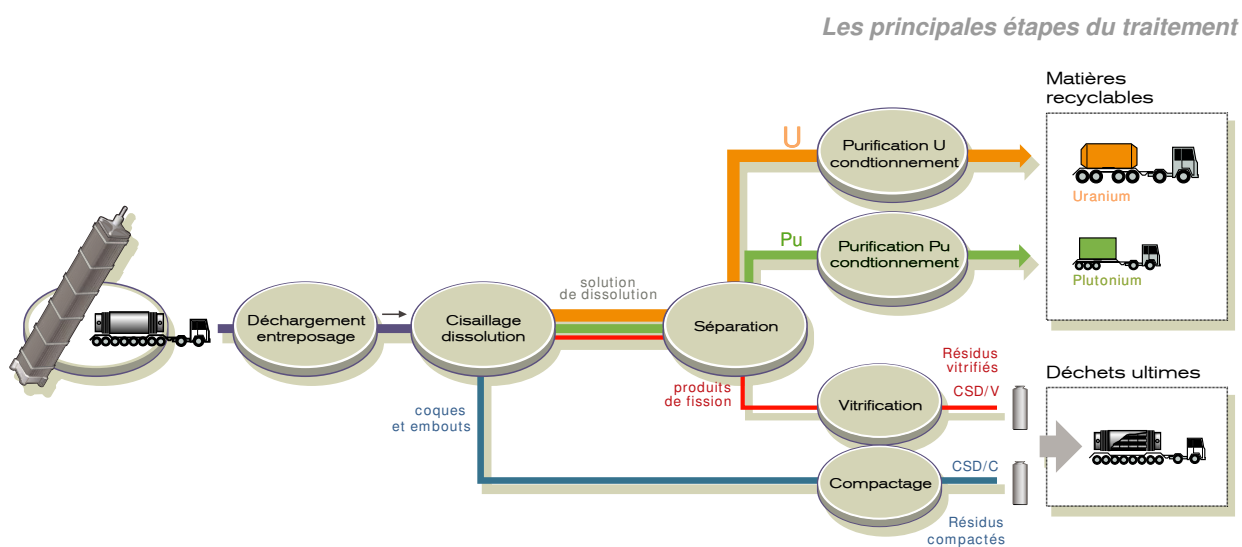 Les principales étapes du traitement
Matières
recyclables
U
Purification U
condtionnement
Uranium
Pu
Purification Pu
condtionnement
Plutonium
solution
de dissolution
Déchargement
entreposage
Cisaillage
dissolution
Séparation
produits
de fission
Résidus
vitrifiés
CSD/V
Vitrification
Déchets ultimes
coques
et embouts
CSD/C
Compactage
Résidus
compactés